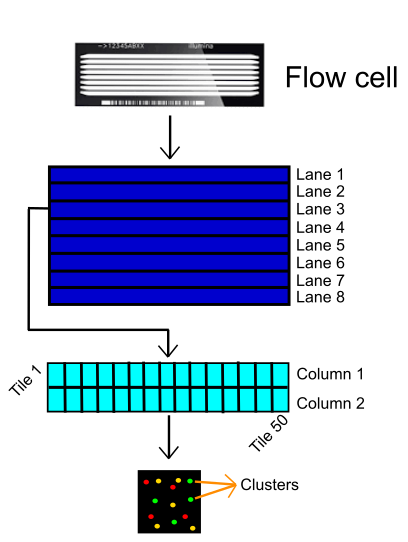 ->12345ABXX illumina
Flow cell
Lane 1
Lane 2
Lane 3
Lane 4
Lane 5
Lane 6
Lane 7
Lane 8
Tile 1
Column 1
Column 2
Tile 50
Clusters